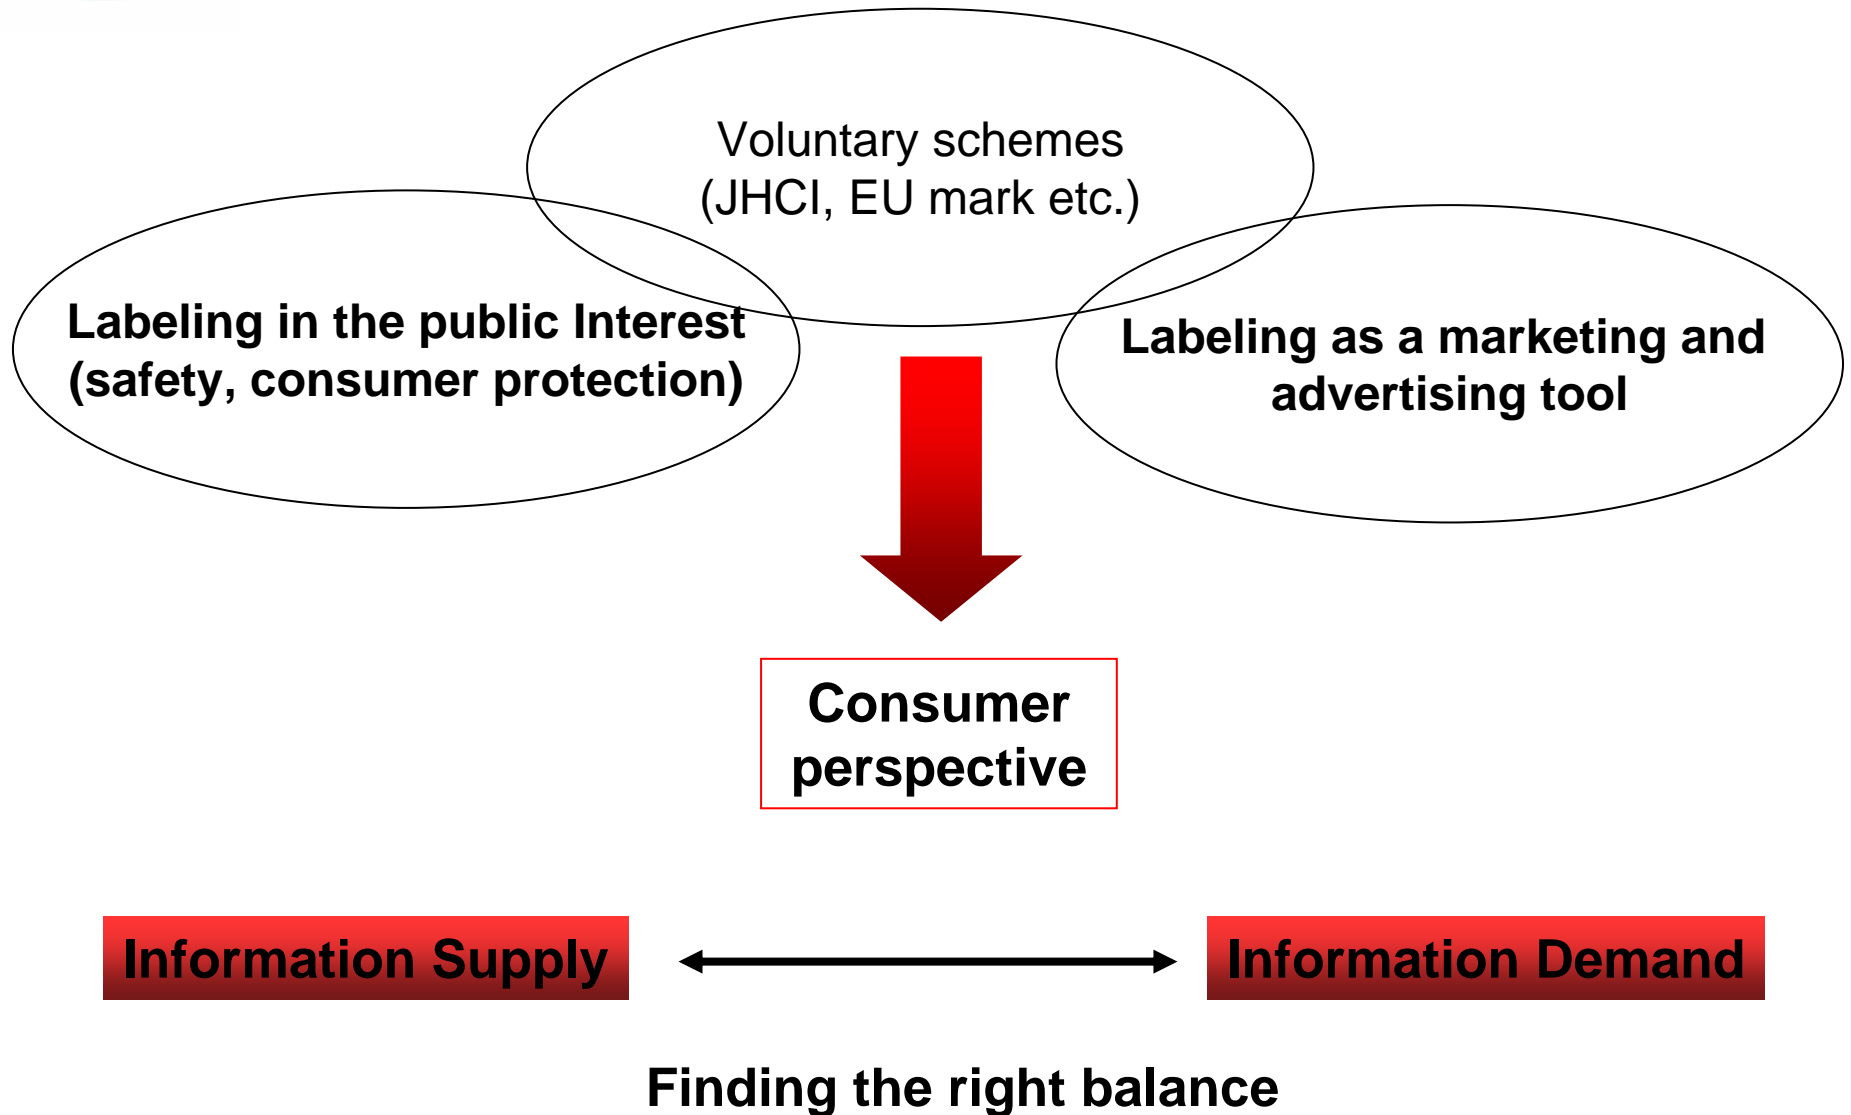 Voluntary schemes
(JHCI, EU mark etc.)
Labeling in the public Interest
(safety, consumer protection)
Labeling as a marketing and
advertising tool
Consumer
perspective
Information Supply
Information Demand
Finding the right balance